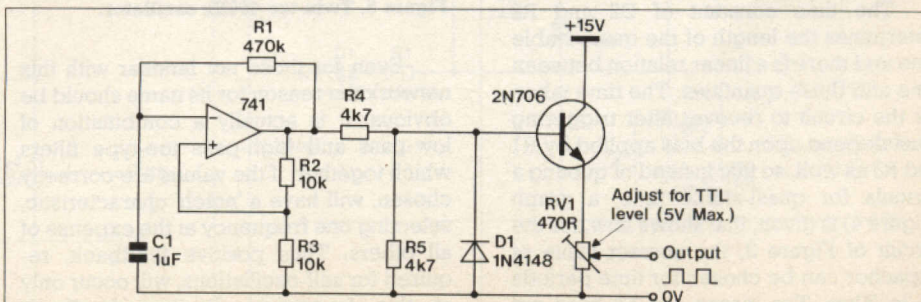 R1
470k
+15V
741
R4
4k7
2N706
+
R2
10k
RV1
470R
Adjust for TTL
level (5V Max.)
C1
1uF
R3
10k
R5
4k7
D1
1N4148
Output
0V